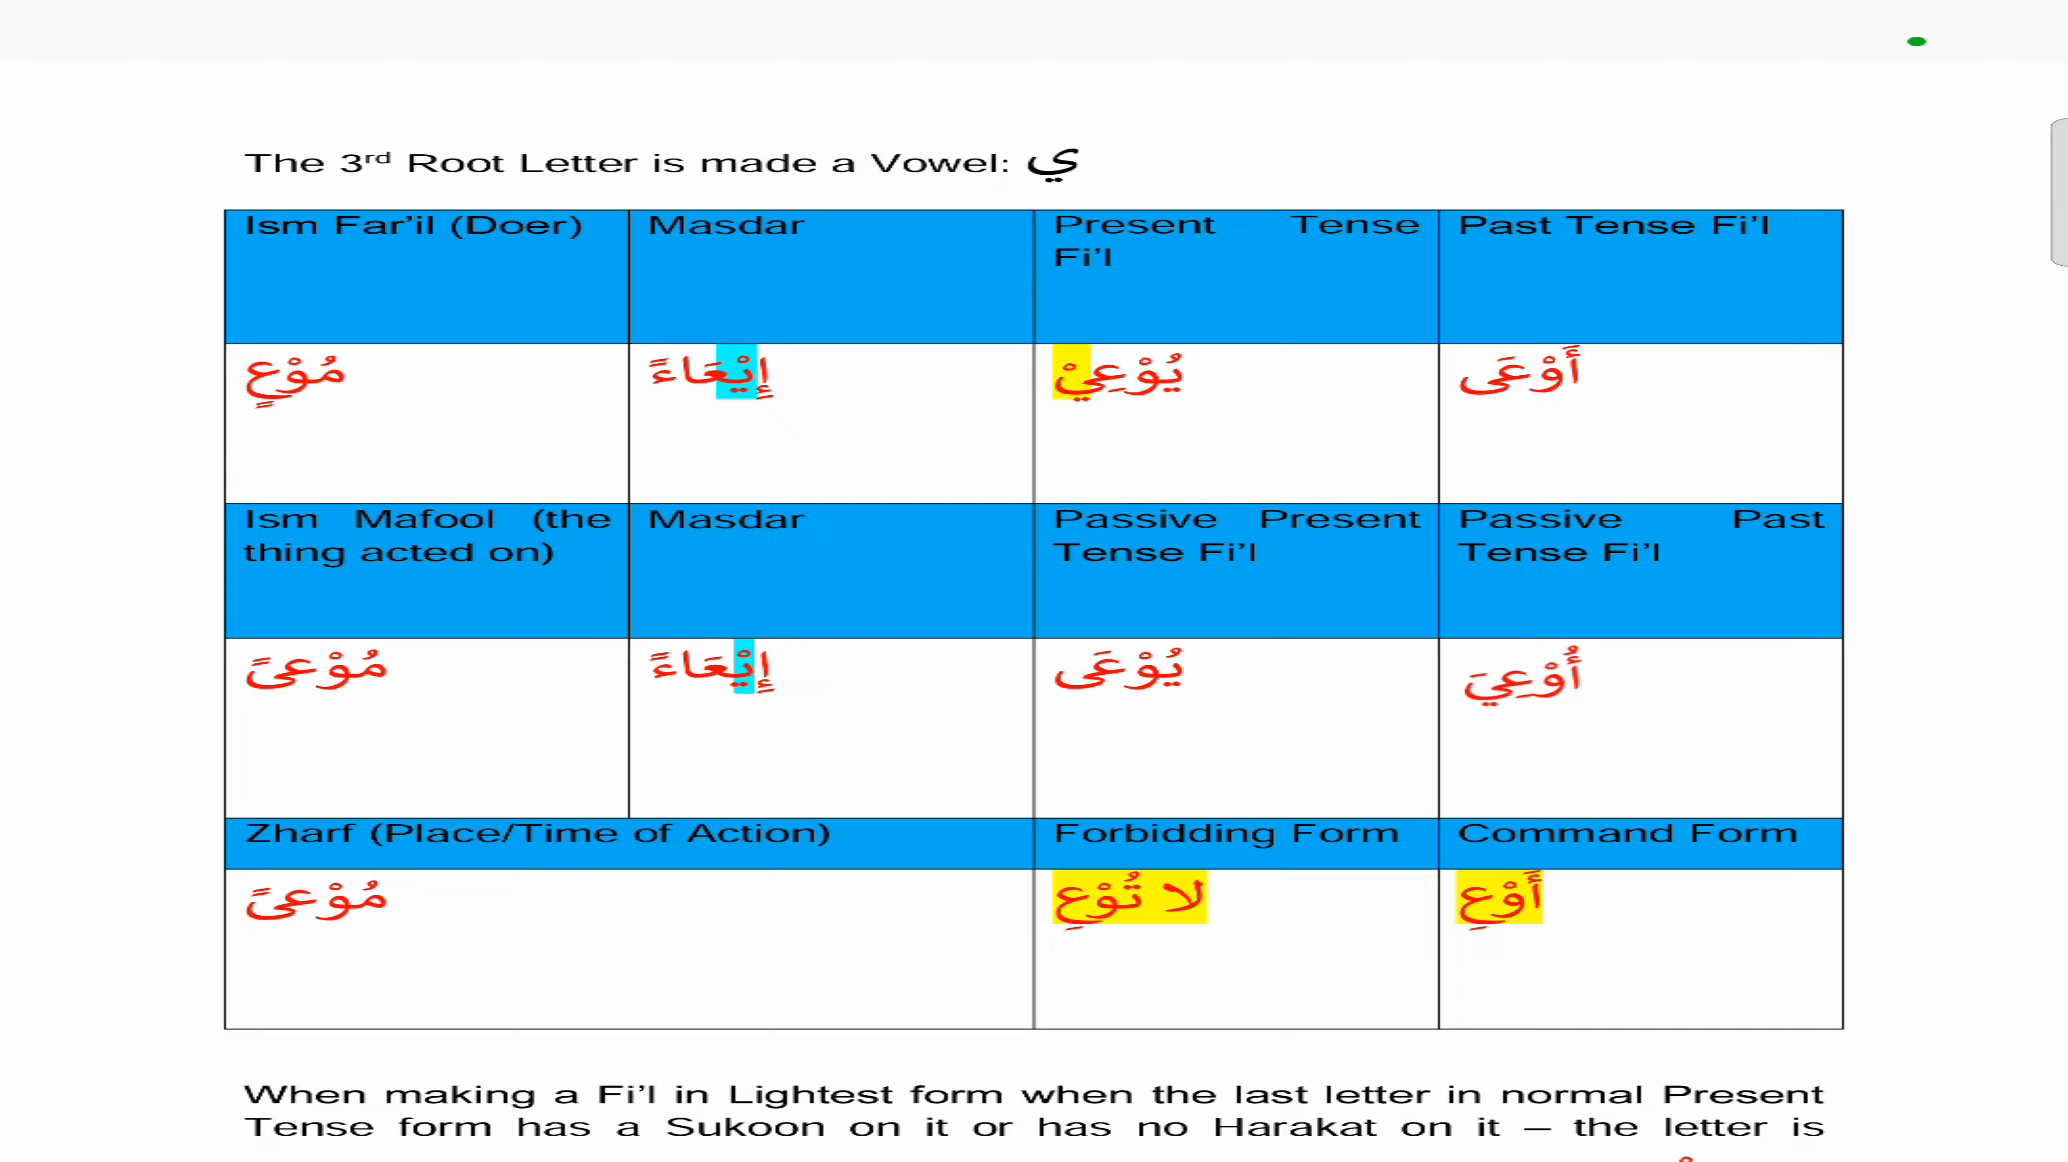 The 3rd Root Letter is made a Vowel: ي
Ism Far’il (Doer)
Masdar
Present Tense
Fi’l
Past Tense Fi’l
مُوْعٍ
إِيْعَاءً
يُوْعِيْ
أَوْعَى
Ism Mafool (the
thing acted on)
Masdar
Passive Present
Tense Fi’l
Passive Past
Tense Fi’l
مُوْعىً
إِيْعَاءً
يُوْعَى
أُوْعِيَ
Zharf (Place/Time of Action)
Forbidding Form
Command Form
مُوْعىً
لا تُوْعِ
أَوْعِ
When making a Fi’l in Lightest form when the last letter in normal Present
Tense form has a Sukoon on it or has no Harakat on it – the letter is